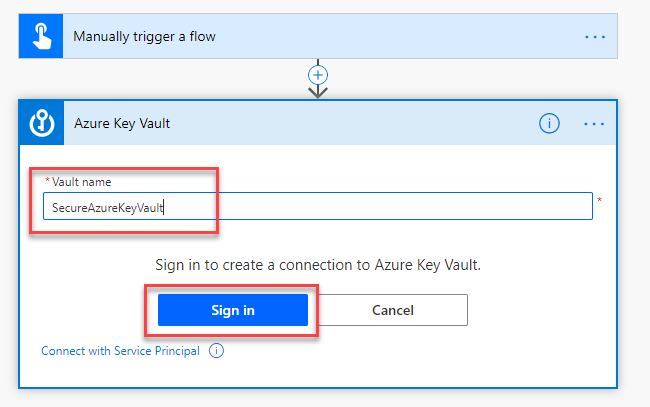 Manually trigger a flow
Azure Key Vault
* Vault name
SecureAzureKeyVault
*
Sign in to create a connection to Azure Key Vault.
Sign in
Cancel
Connect with Service Principal